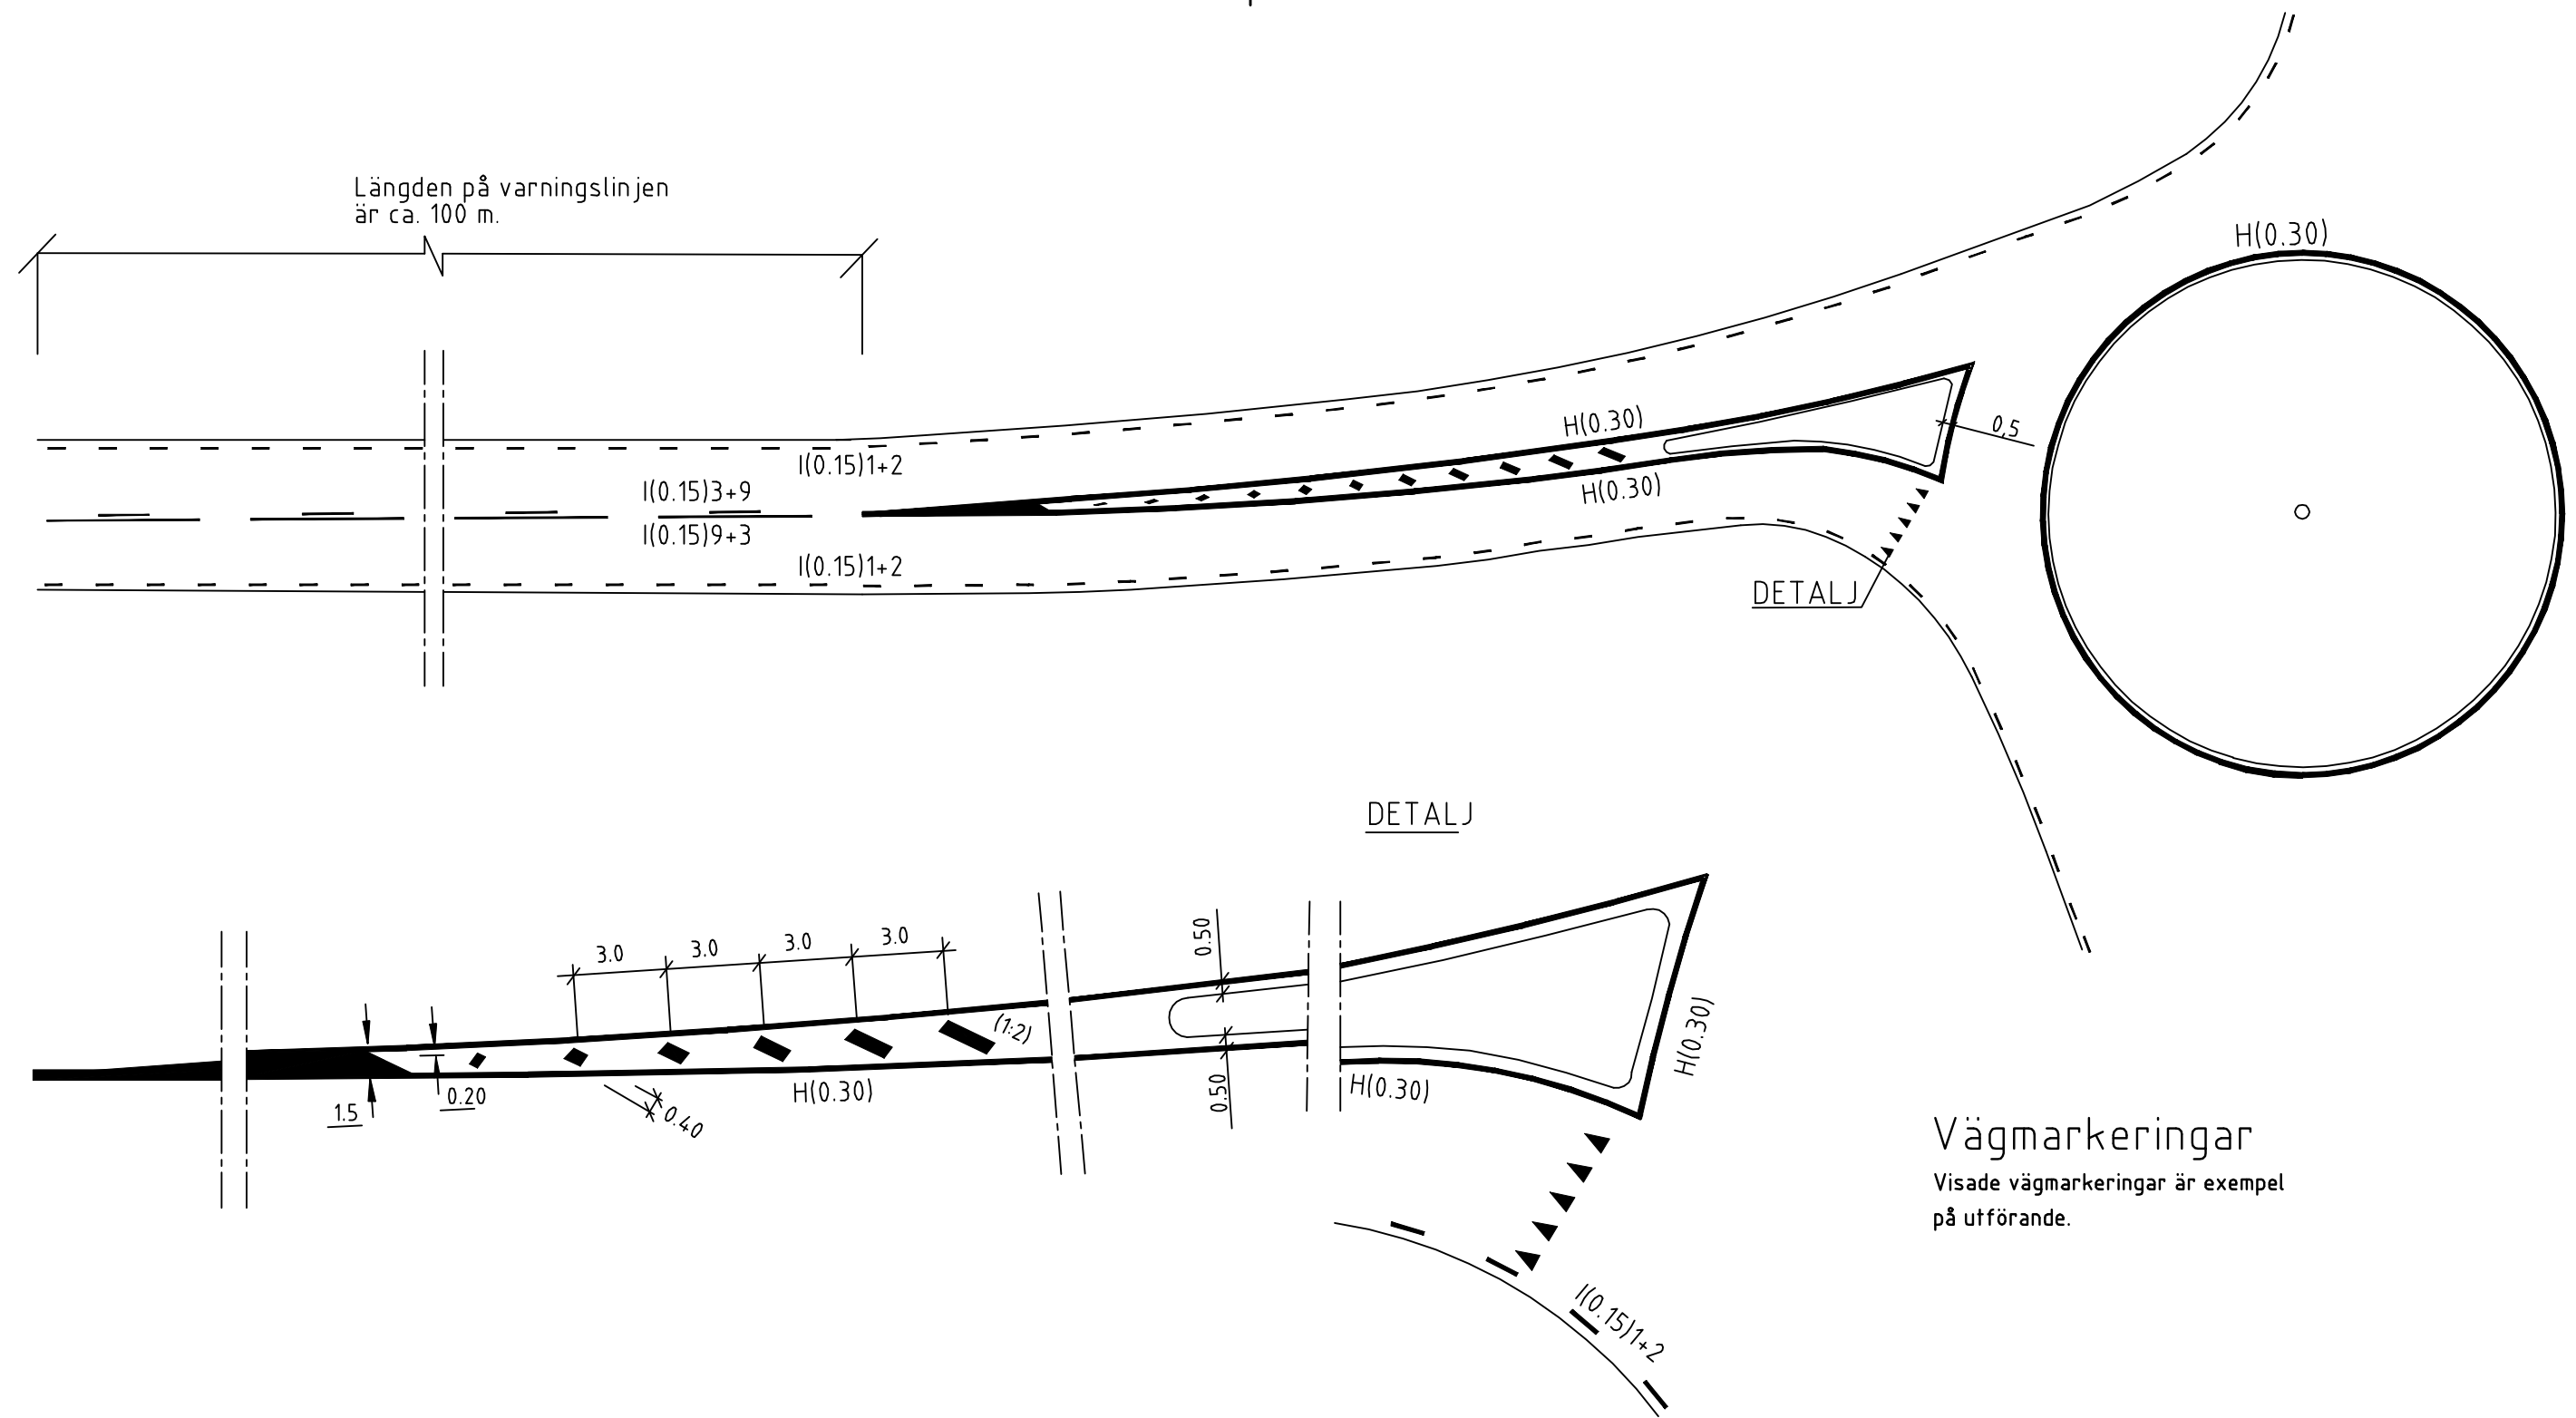 Längden på varningslinjen
är ca. 100 m.
H(0.30)
H(0.30)
0,5
I(0.15)1+2
I(0.15)3+9
H(0.30)
I(0.15)9+3
I(0.15)1+2
DETALJ
DETALJ
3.0
3.0
3.0
3.0
0.50
(1:2)
H(0.30)
1.5
0.20
0.40
H(0.30)
0.50
H(0.30)
I(0.15)1+2
Vägmarkeringar
Visade vägmarkeringar är exempel
på utförande.